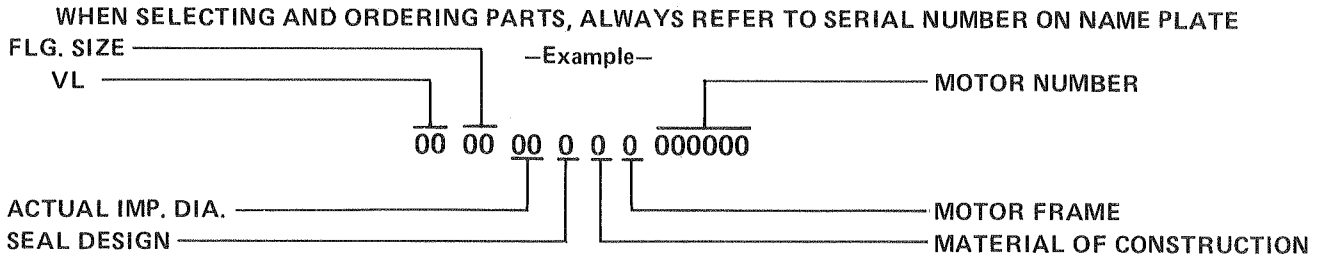 WHEN SELECTING AND ORDERING PARTS, ALWAYS REFER TO SERIAL NUMBER ON NAME PLATE
FLG. SIZE
—Example—
VL
MOTOR NUMBER
00 00 00 0 0 0 000000
ACTUAL IMP. DIA.
MOTOR FRAME
SEAL DESIGN
MATERIAL OF CONSTRUCTION